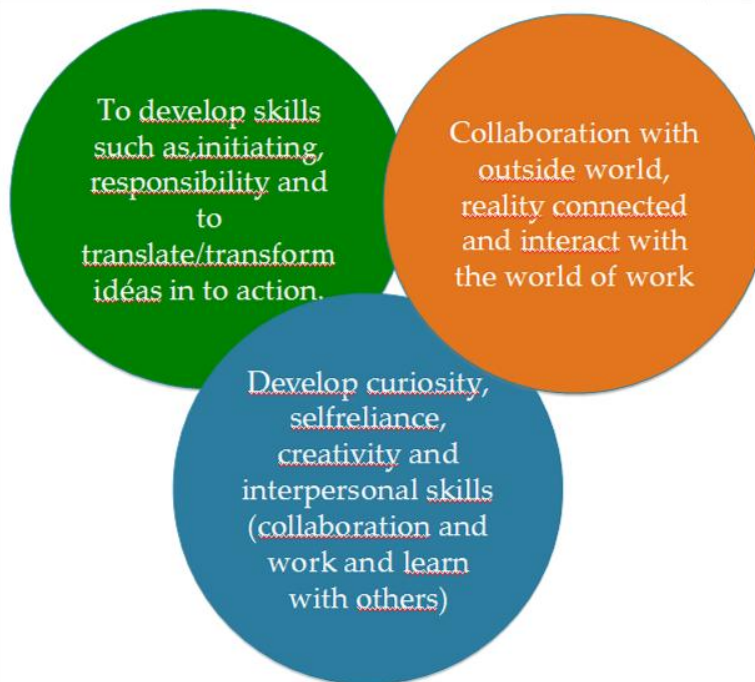 To develop skills
such as,initiating,
responsibility and
to
translate/transform
idéas in to action.
Collaboration with
outside world,
reality connected
and interact with
the world of work
Develop curiosity,
selfreliance,
creativity and
interpersonal skills
(collaboration and
work and learn
with others)